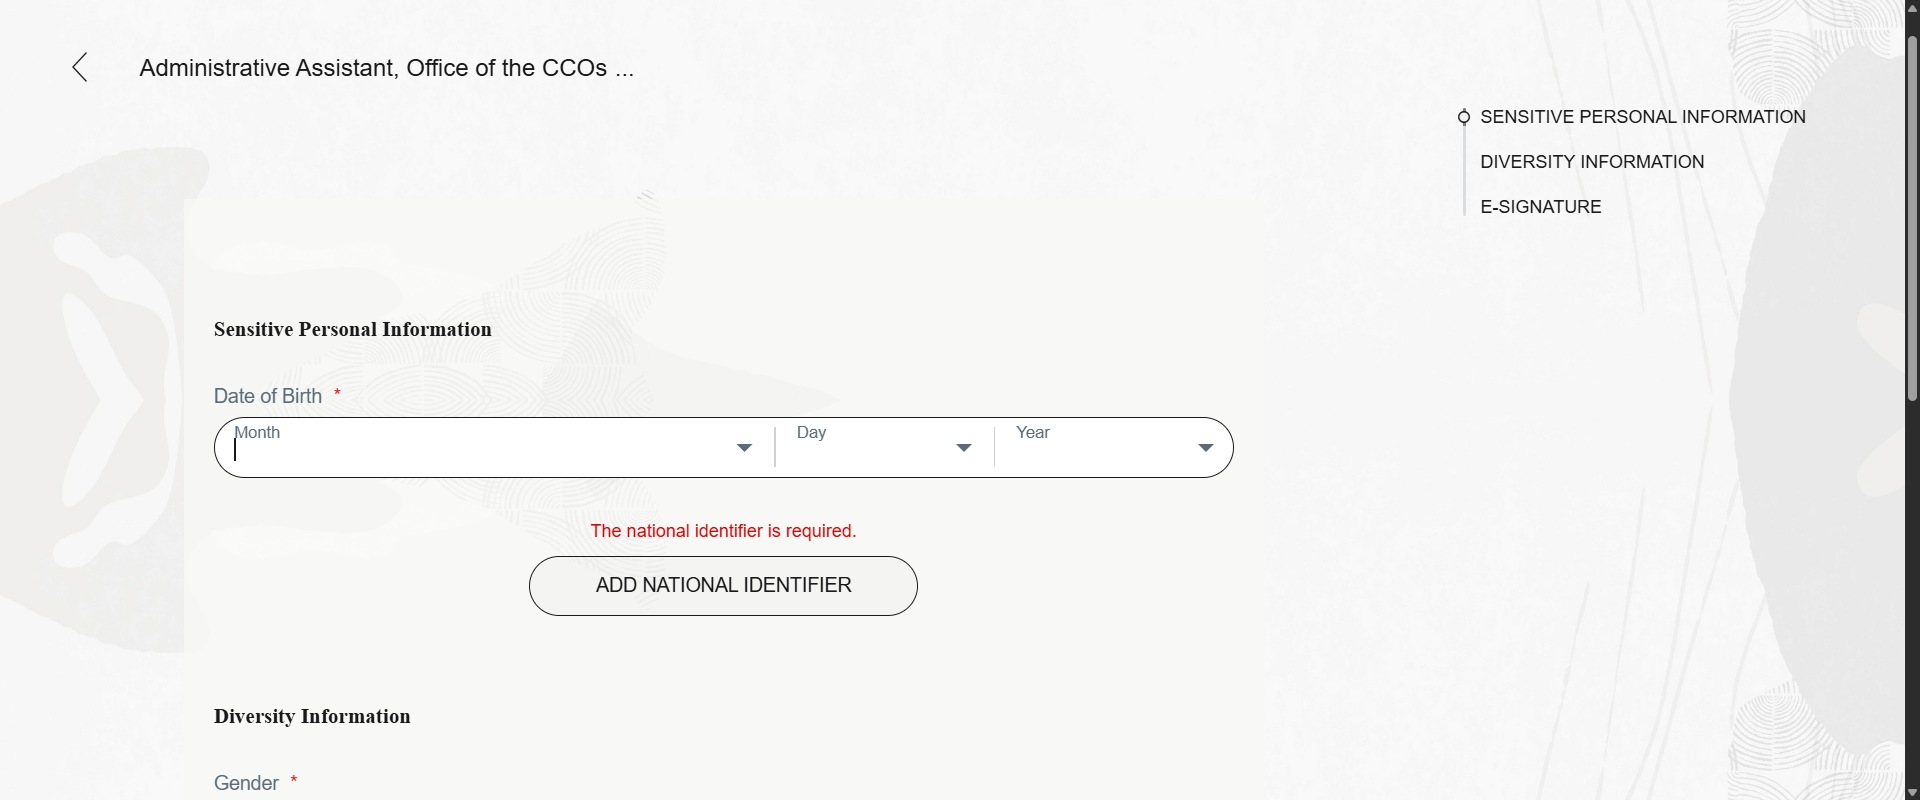 Administrative Assistant, Office of the CCOs ...
SENSITIVE PERSONAL INFORMATION
DIVERSITY INFORMATION
E-SIGNATURE
Sensitive Personal Information
Date of Birth *
Month Day Year
The national identifier is required.
ADD NATIONAL IDENTIFIER
Diversity Information
Gender *